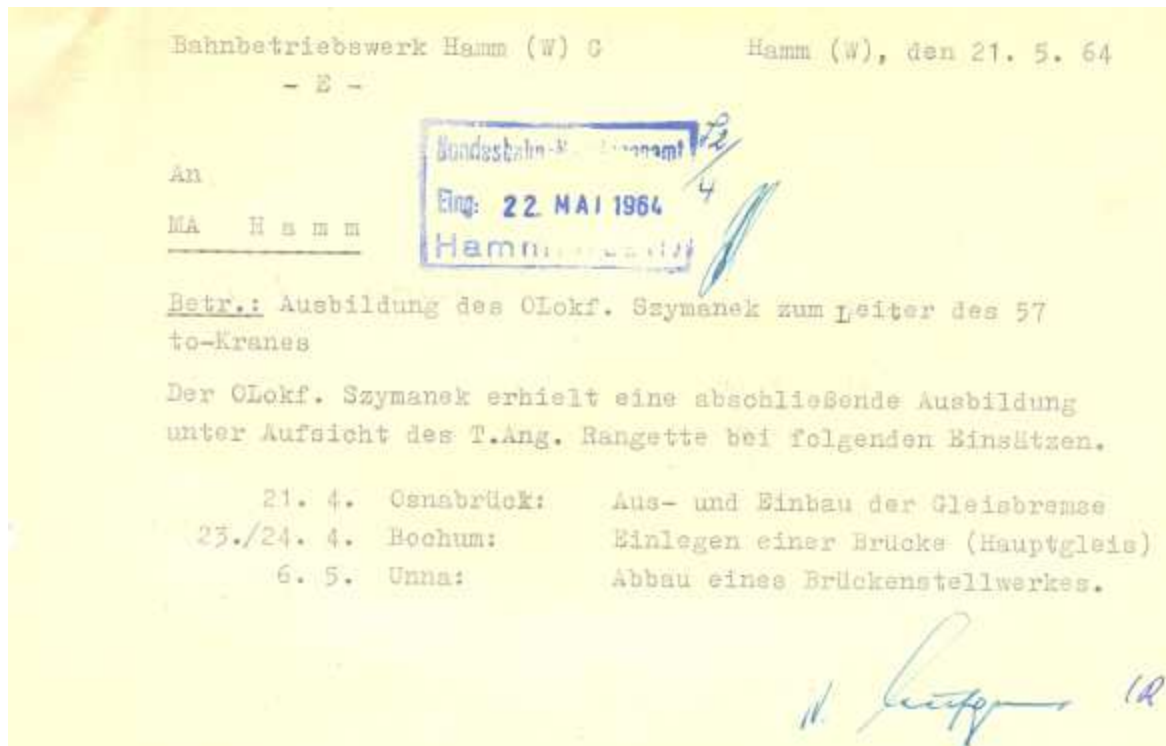 Bahnbetriebswerk Hamm (W) G Hamm (W), den 21. 5. 64
- E -
Eing: 22. MAI 1964
Hamm
An
MA Hamm
Betr.: Ausbildung des OLokf. Szymanek zum Leiter des 57
to-Kranes
Der OLokf. Szymanek erhielt eine abschließende Ausbildung
unter Aufsicht des T.Ang. Rangette bei folgenden Einsätzen.
21. 4. Osnabrück: Aus- und Einbau der Gleisbremse
23./24. 4. Bochum: Einlegen einer Brücke (Hauptgleis)
6. 5. Unna: Abbau eines Brückenstellwerkes.